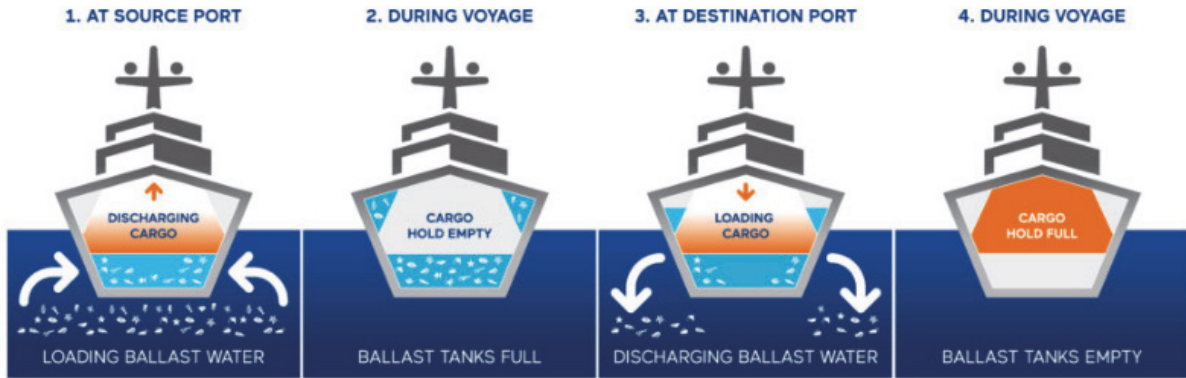 1. AT SOURCE PORT
DISCHARGING
CARGO
LOADING BALLAST WATER
2. DURING VOYAGE
CARGO
HOLD EMPTY
BALLAST TANKS FULL
3. AT DESTINATION PORT
LOADING
CARGO
DISCHARGING BALLAST WATER
4. DURING VOYAGE
CARGO
HOLD FULL
BALLAST TANKS EMPTY